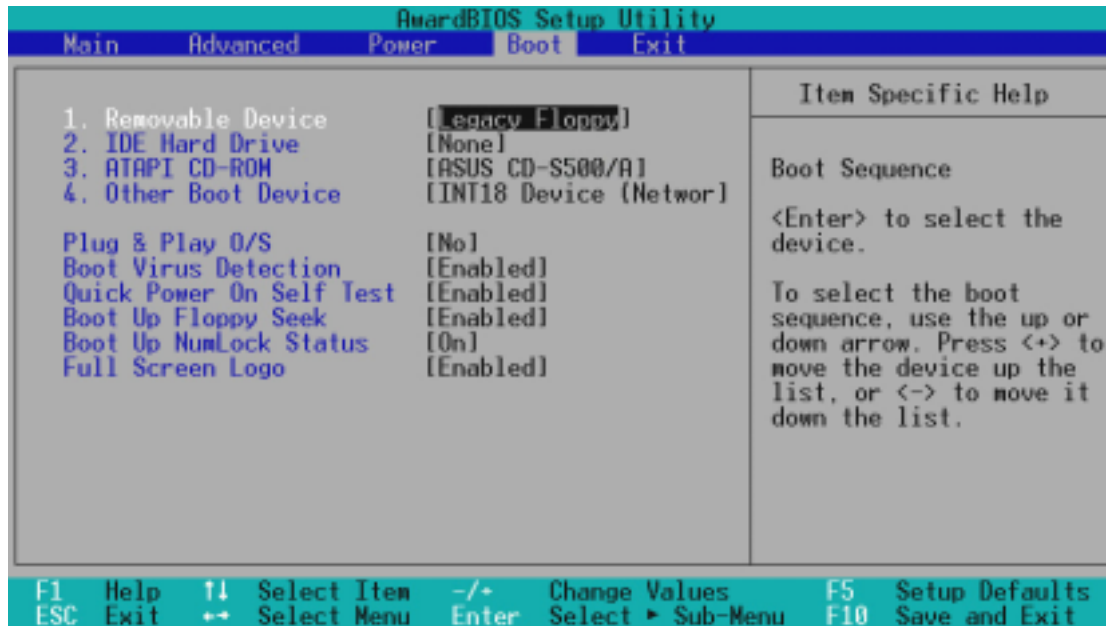 AwardBIOS Setup Utility
Main Advanced Power Boot Exit
1. Removable Device [Legacy Floppy]
2. IDE Hard Drive [None]
3. ATAPI CD-ROM [ASUS CD-S500/A]
4. Other Boot Device [INT18 Device (Networ]
Plug & Play O/S [No]
Boot Virus Detection [Enabled]
Quick Power On Self Test [Enabled]
Boot Up Floppy Seek [Enabled]
Boot Up NumLock Status [On]
Full Screen Logo [Enabled]
Item Specific Help
Boot Sequence
<Enter> to select the
device.
To select the boot
sequence, use the up or
down arrow. Press <+> to
move the device up the
list, or <-> to move it
down the list.
F1 Help ↑↓ Select Item -/+ Change Values F5 Setup Defaults
ESC Exit ←→ Select Menu Enter Select ► Sub-Menu F10 Save and Exit